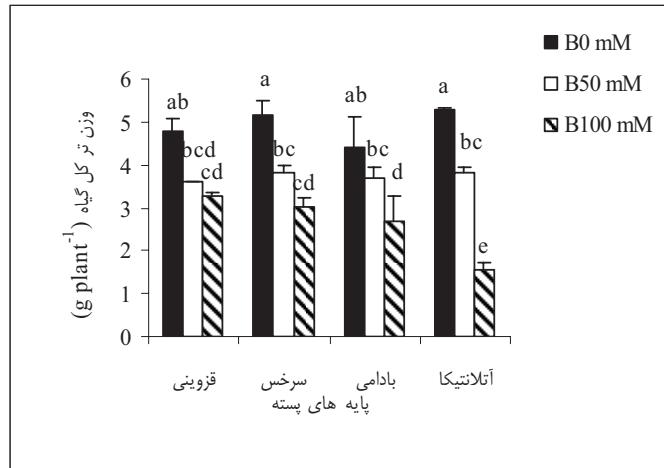 B0 mM
B50 mM
B100 mM
وزن تر کل گیاه
(g plant-1)
6
5
4
3
2
1
0
ab
bcd
cd
a
bc
cd
ab
bc
d
a
bc
e
قزوینی
سرخس
بادامی
آتلانتیکا
پایه های پسته